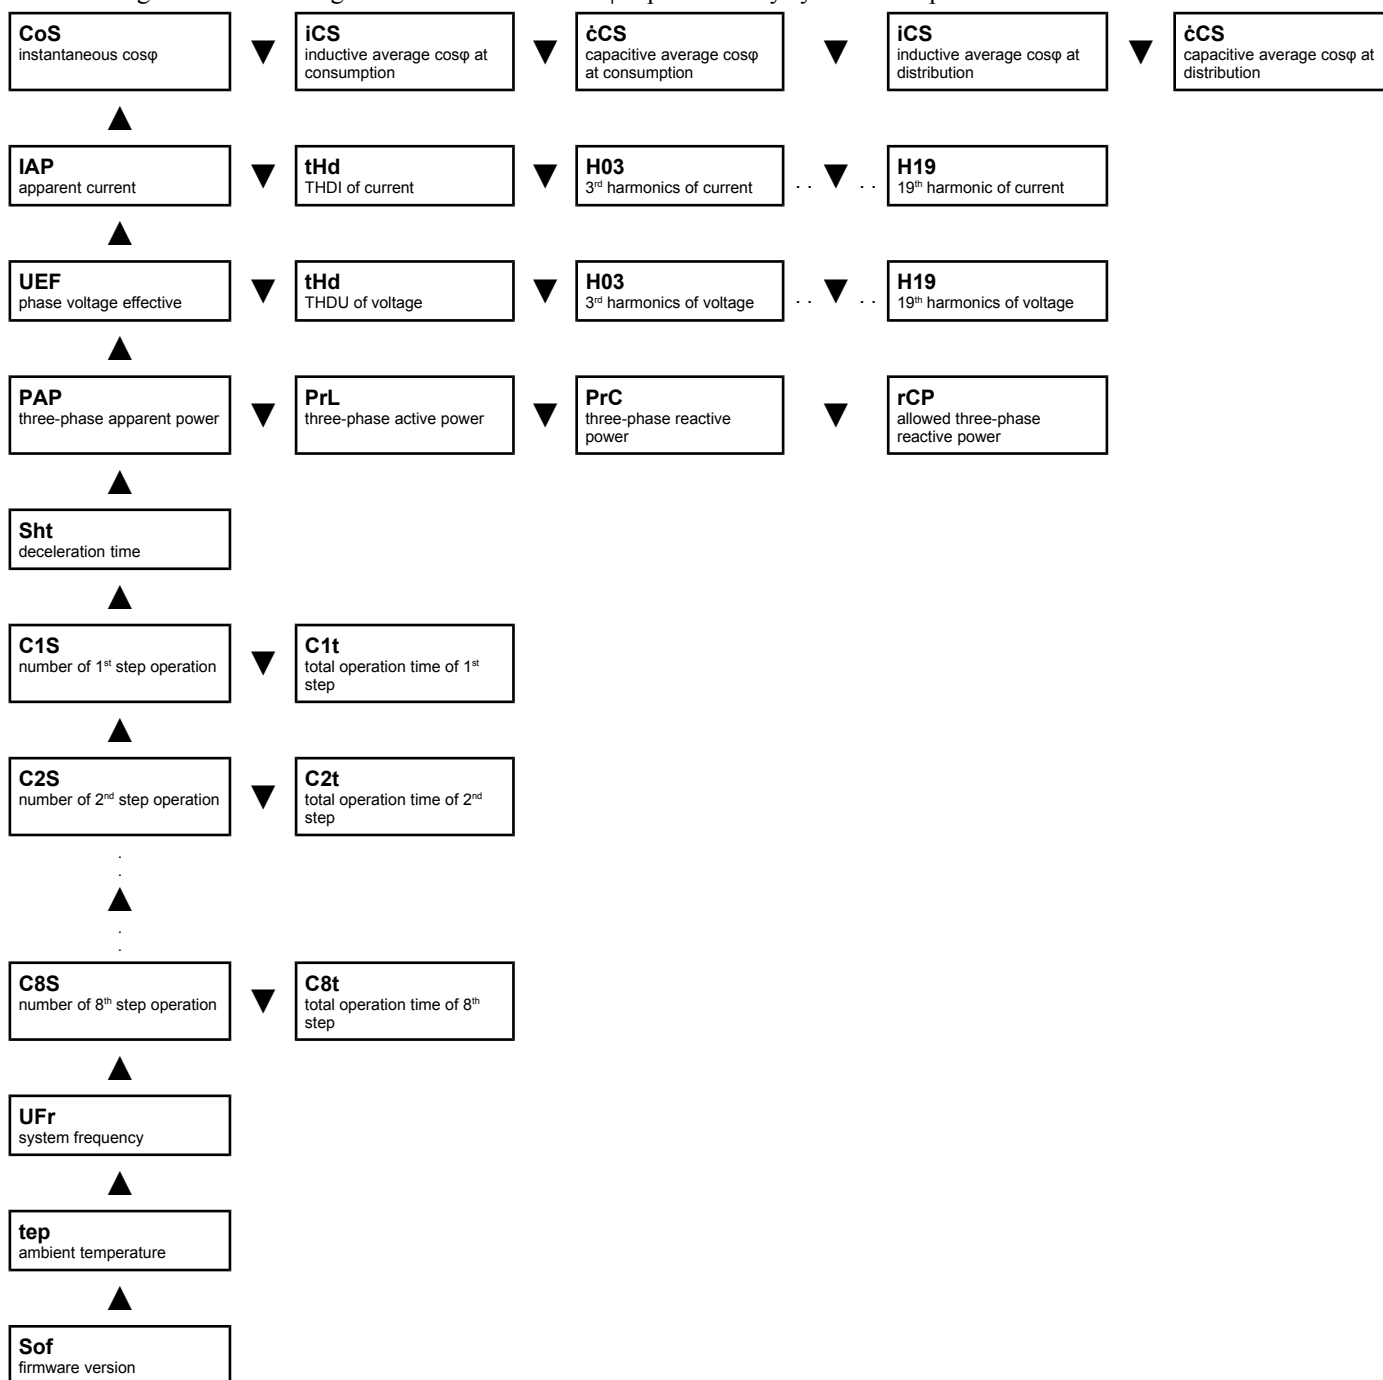 CoS
instantaneous cosφ
iCS
inductive average cosφ at
consumption
ċCS
capacitive average cosφ
at consumption
iCS
inductive average cosφ at
distribution
ċCS
capacitive average cosφ at
distribution
IAP
apparent current
tHd
THDI of current
H03
3rd harmonics of current
. .
. .
H19
19th harmonic of current
UEF
phase voltage effective
tHd
THDU of voltage
H03
3rd harmonics of voltage
. .
. .
H19
19th harmonics of voltage
PAP
three-phase apparent power
PrL
three-phase active power
PrC
three-phase reactive
power
rCP
allowed three-phase
reactive power
Sht
deceleration time
C1S
number of 1st step operation
C1t
total operation time of 1st
step
C2S
number of 2nd step operation
C2t
total operation time of 2nd
step
.
.
.
.
C8S
number of 8th step operation
C8t
total operation time of 8th
step
UFr
system frequency
tep
ambient temperature
Sof
firmware version